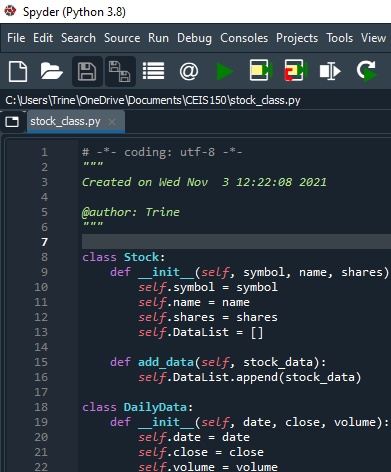 Spyder (Python 3.8)
File Edit Search Source Run Debug Consoles Projects Tools View
C:\Users\Trine\OneDrive\Documents\CEIS150\stock_class.py
stock_class.py
1 # -*- coding: utf-8 -*-
2 """
3 Created on Wed Nov  3 12:22:08 2021
4
5 @author: Trine
6 """
7
8 class Stock:
9     def __init__(self, symbol, name, shares)
10         self.symbol = symbol
11         self.name = name
12         self.shares = shares
13         self.DataList = []
14
15     def add_data(self, stock_data):
16         self.DataList.append(stock_data)
17
18 class DailyData:
19     def __init__(self, date, close, volume):
20         self.date = date
21         self.close = close
22         self.volume = volume